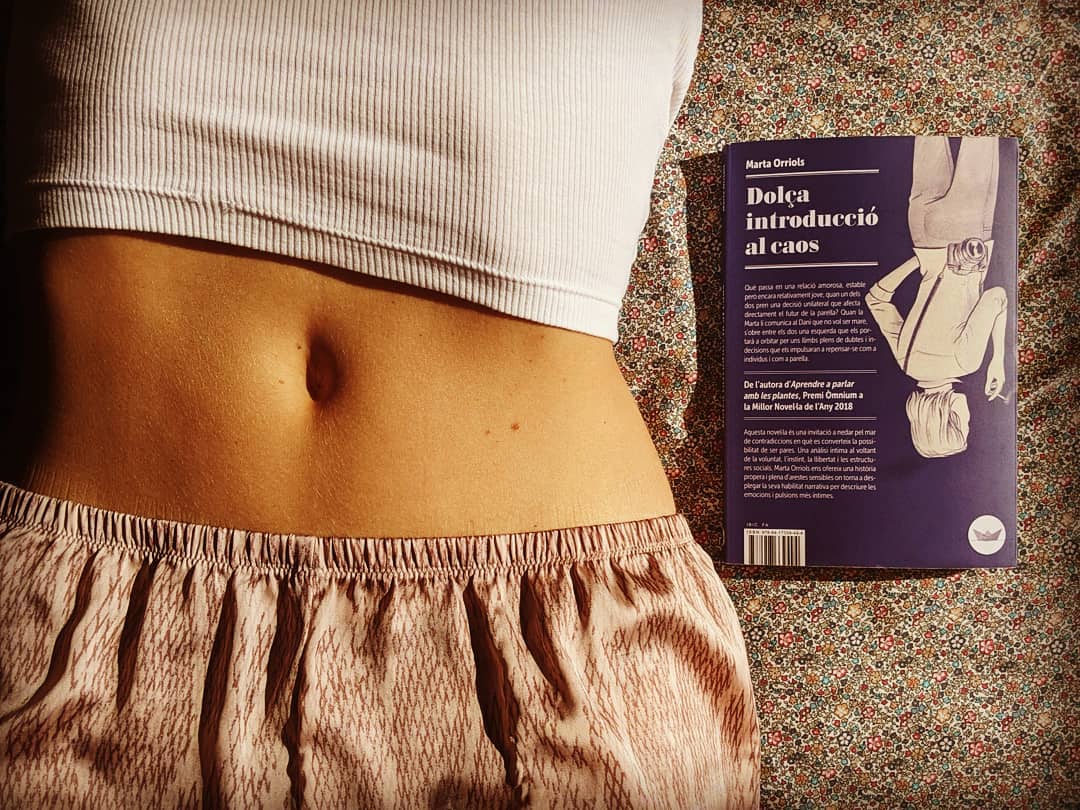 Marta Orriols
Dolça
introducció
al caos
Què passa en una relació amorosa, estable
però encara relativament jove, quan un dels
dos pren una decisió unilateral que afecta
directament el futur de la parella? Quan la
Marta li comunica al Dani que no vol ser mare,
s'obre entre els dos una esquerda que els por-
tarà a orbitar per uns llimbs plens de dubtes i in-
decisions que els impulsaran a repensar-se com a
individus i com a parella.
De l'autora d'Aprendre a parlar
amb les plantes, Premi Òmnium a
la Millor Novel·la de l'Any 2018
Aquesta novel·la és una invitació a nedar pel mar
de contradiccions en què es converteix la possi-
bilitat de ser pares. Una anàlisi íntima al voltant
de la voluntat, l'instint, la llibertat i les estructu-
res socials. Marta Orriols ens ofereix una història
propera i plena d'arestes sensibles on torna a des-
plegar la seva habilitat narrativa per descriure les
emocions i pulsions més íntimes.
IBIC FA